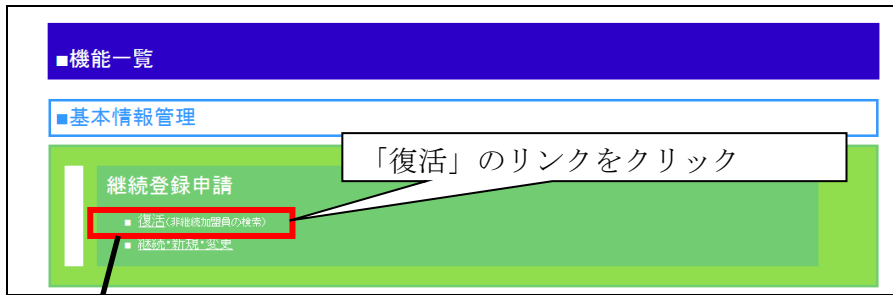 ■機能一覧
■基本情報管理
「復活」のリンクをクリック
継続登録申請
■ 復活(非継続加盟員の検索)
■ 継続・新規・変更